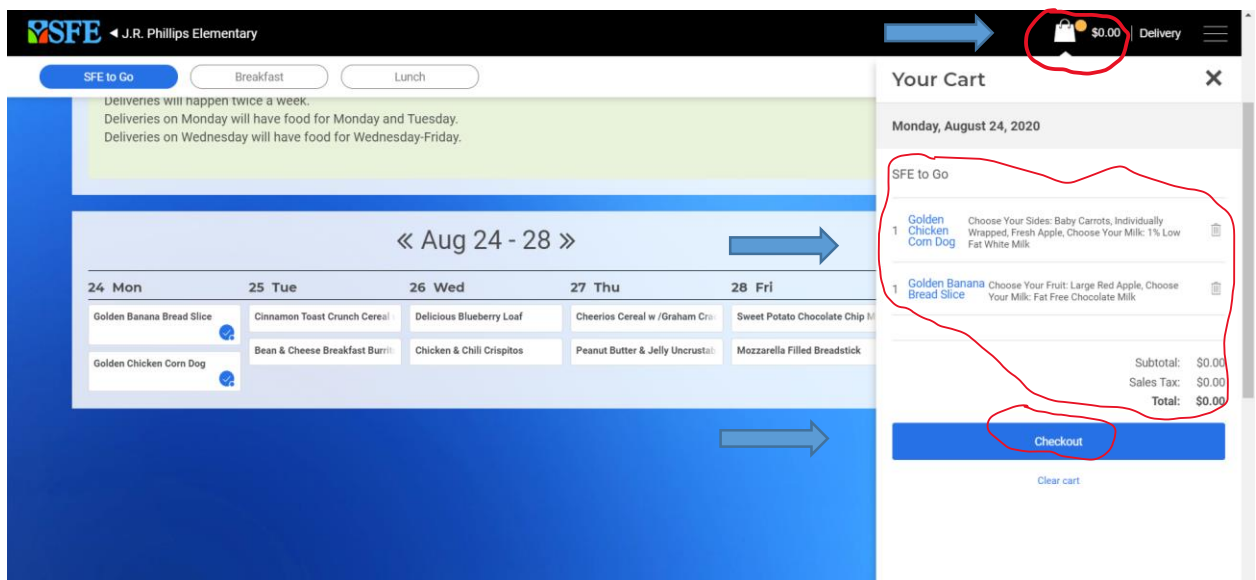 SFE ◄ J.R. Phillips Elementary
$0.00 | Delivery
SFE to Go
Breakfast
Lunch
Deliveries will happen twice a week.
Deliveries on Monday will have food for Monday and Tuesday.
Deliveries on Wednesday will have food for Wednesday-Friday.
« Aug 24 - 28 »
24 Mon
25 Tue
26 Wed
27 Thu
28 Fri
Golden Banana Bread Slice
Cinnamon Toast Crunch Cereal
Delicious Blueberry Loaf
Cheerios Cereal w /Graham Cra
Sweet Potato Chocolate Chip M
Golden Chicken Corn Dog
Bean & Cheese Breakfast Burrit
Chicken & Chili Crispitos
Peanut Butter & Jelly Uncrustab
Mozzarella Filled Breadstick
Your Cart
Monday, August 24, 2020
SFE to Go
1 Golden Chicken Corn Dog
Choose Your Sides: Baby Carrots, Individually
Wrapped, Fresh Apple, Choose Your Milk: 1% Low
Fat White Milk
1 Golden Banana Bread Slice
Choose Your Fruit: Large Red Apple, Choose
Your Milk: Fat Free Chocolate Milk
Subtotal: $0.00
Sales Tax: $0.00
Total: $0.00
Checkout
Clear cart